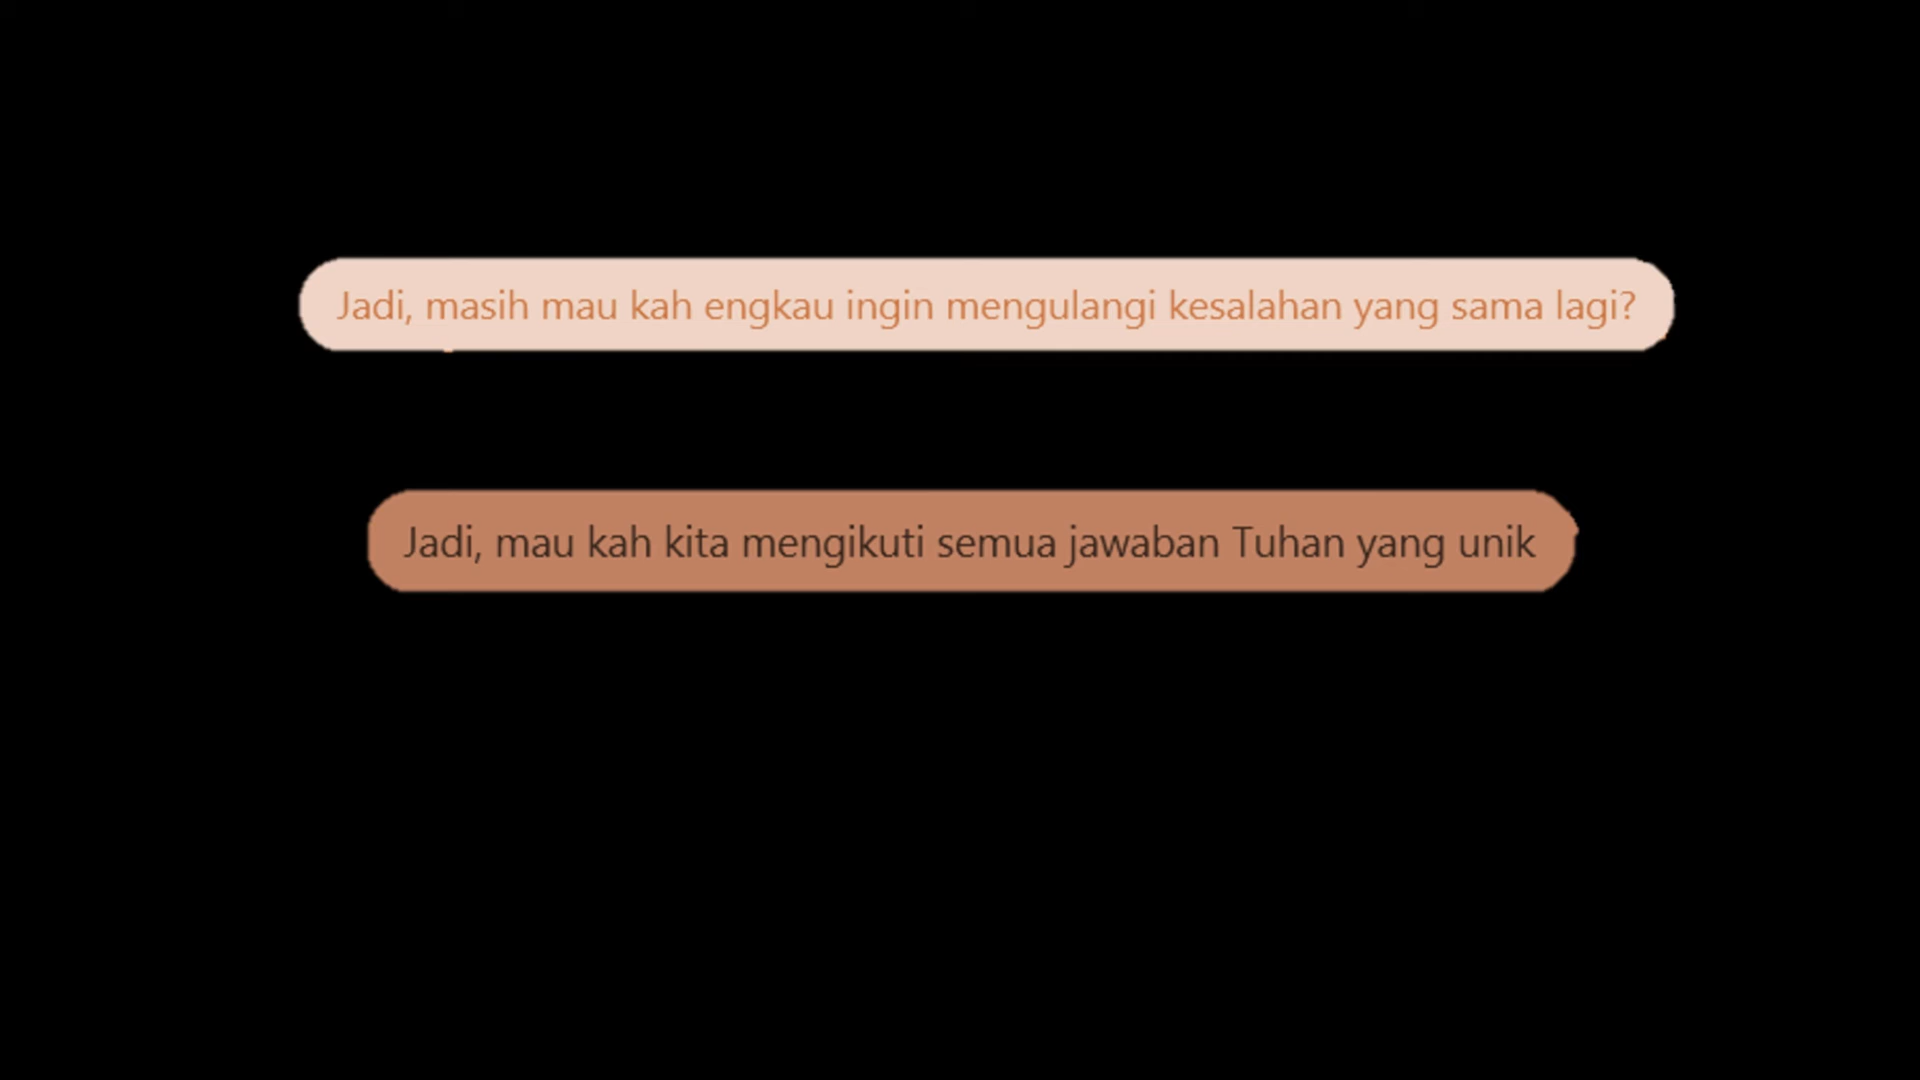 Jadi, masih mau kah engkau ingin mengulangi kesalahan yang sama lagi?
Jadi, mau kah kita mengikuti semua jawaban Tuhan yang unik